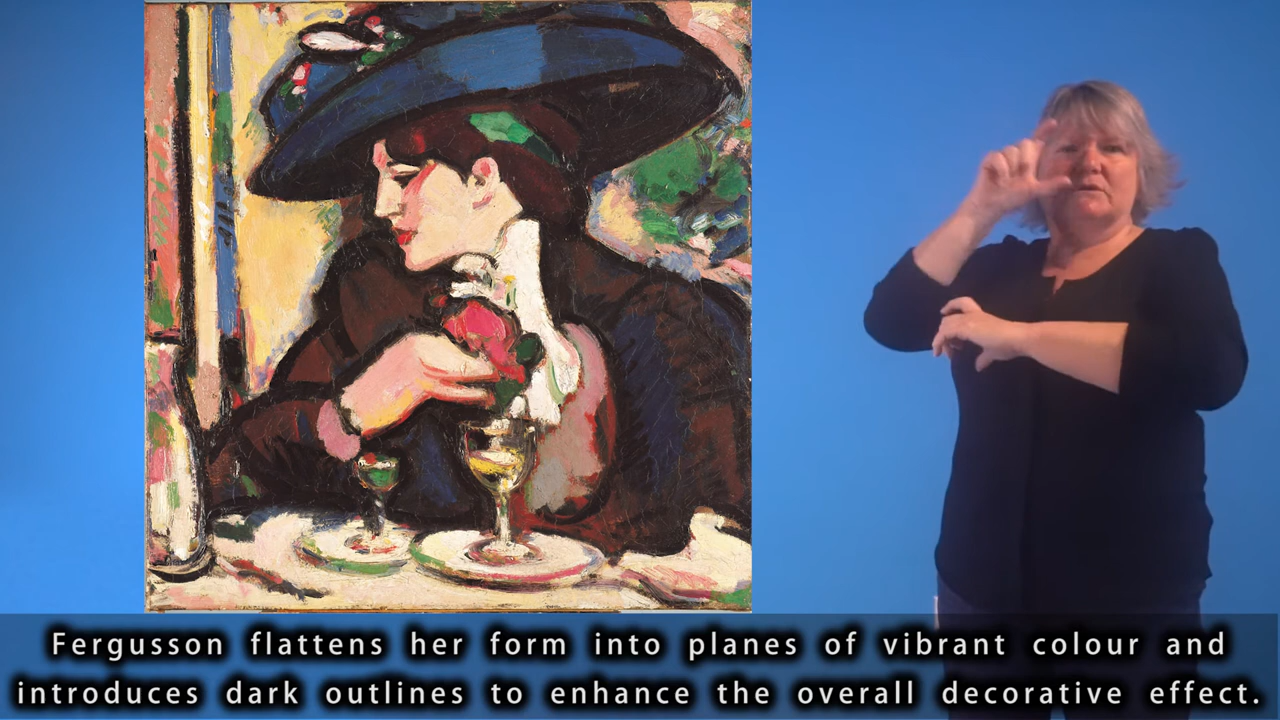 Fergusson flattens her form into planes of vibrant colour and
introduces dark outlines to enhance the overall decorative effect.